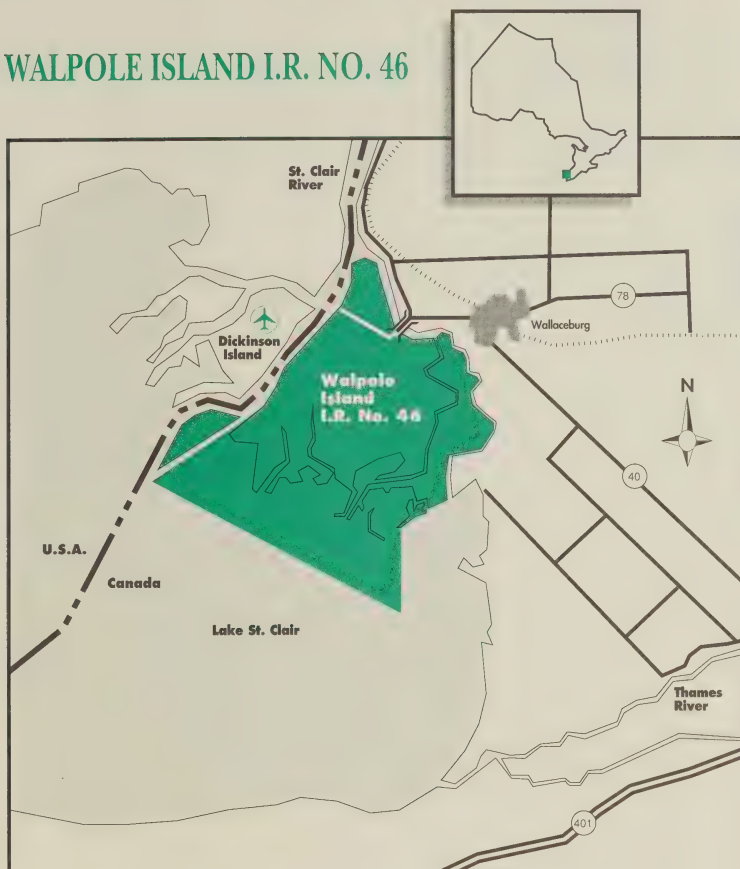 WALPOLE ISLAND I.R. NO. 46
St. Clair
River
78
Wallaceburg
Dickinson
Island
Walpole
Island
I.R. No. 46
N
40
U.S.A.
Canada
Lake St. Clair
Thames
River
401